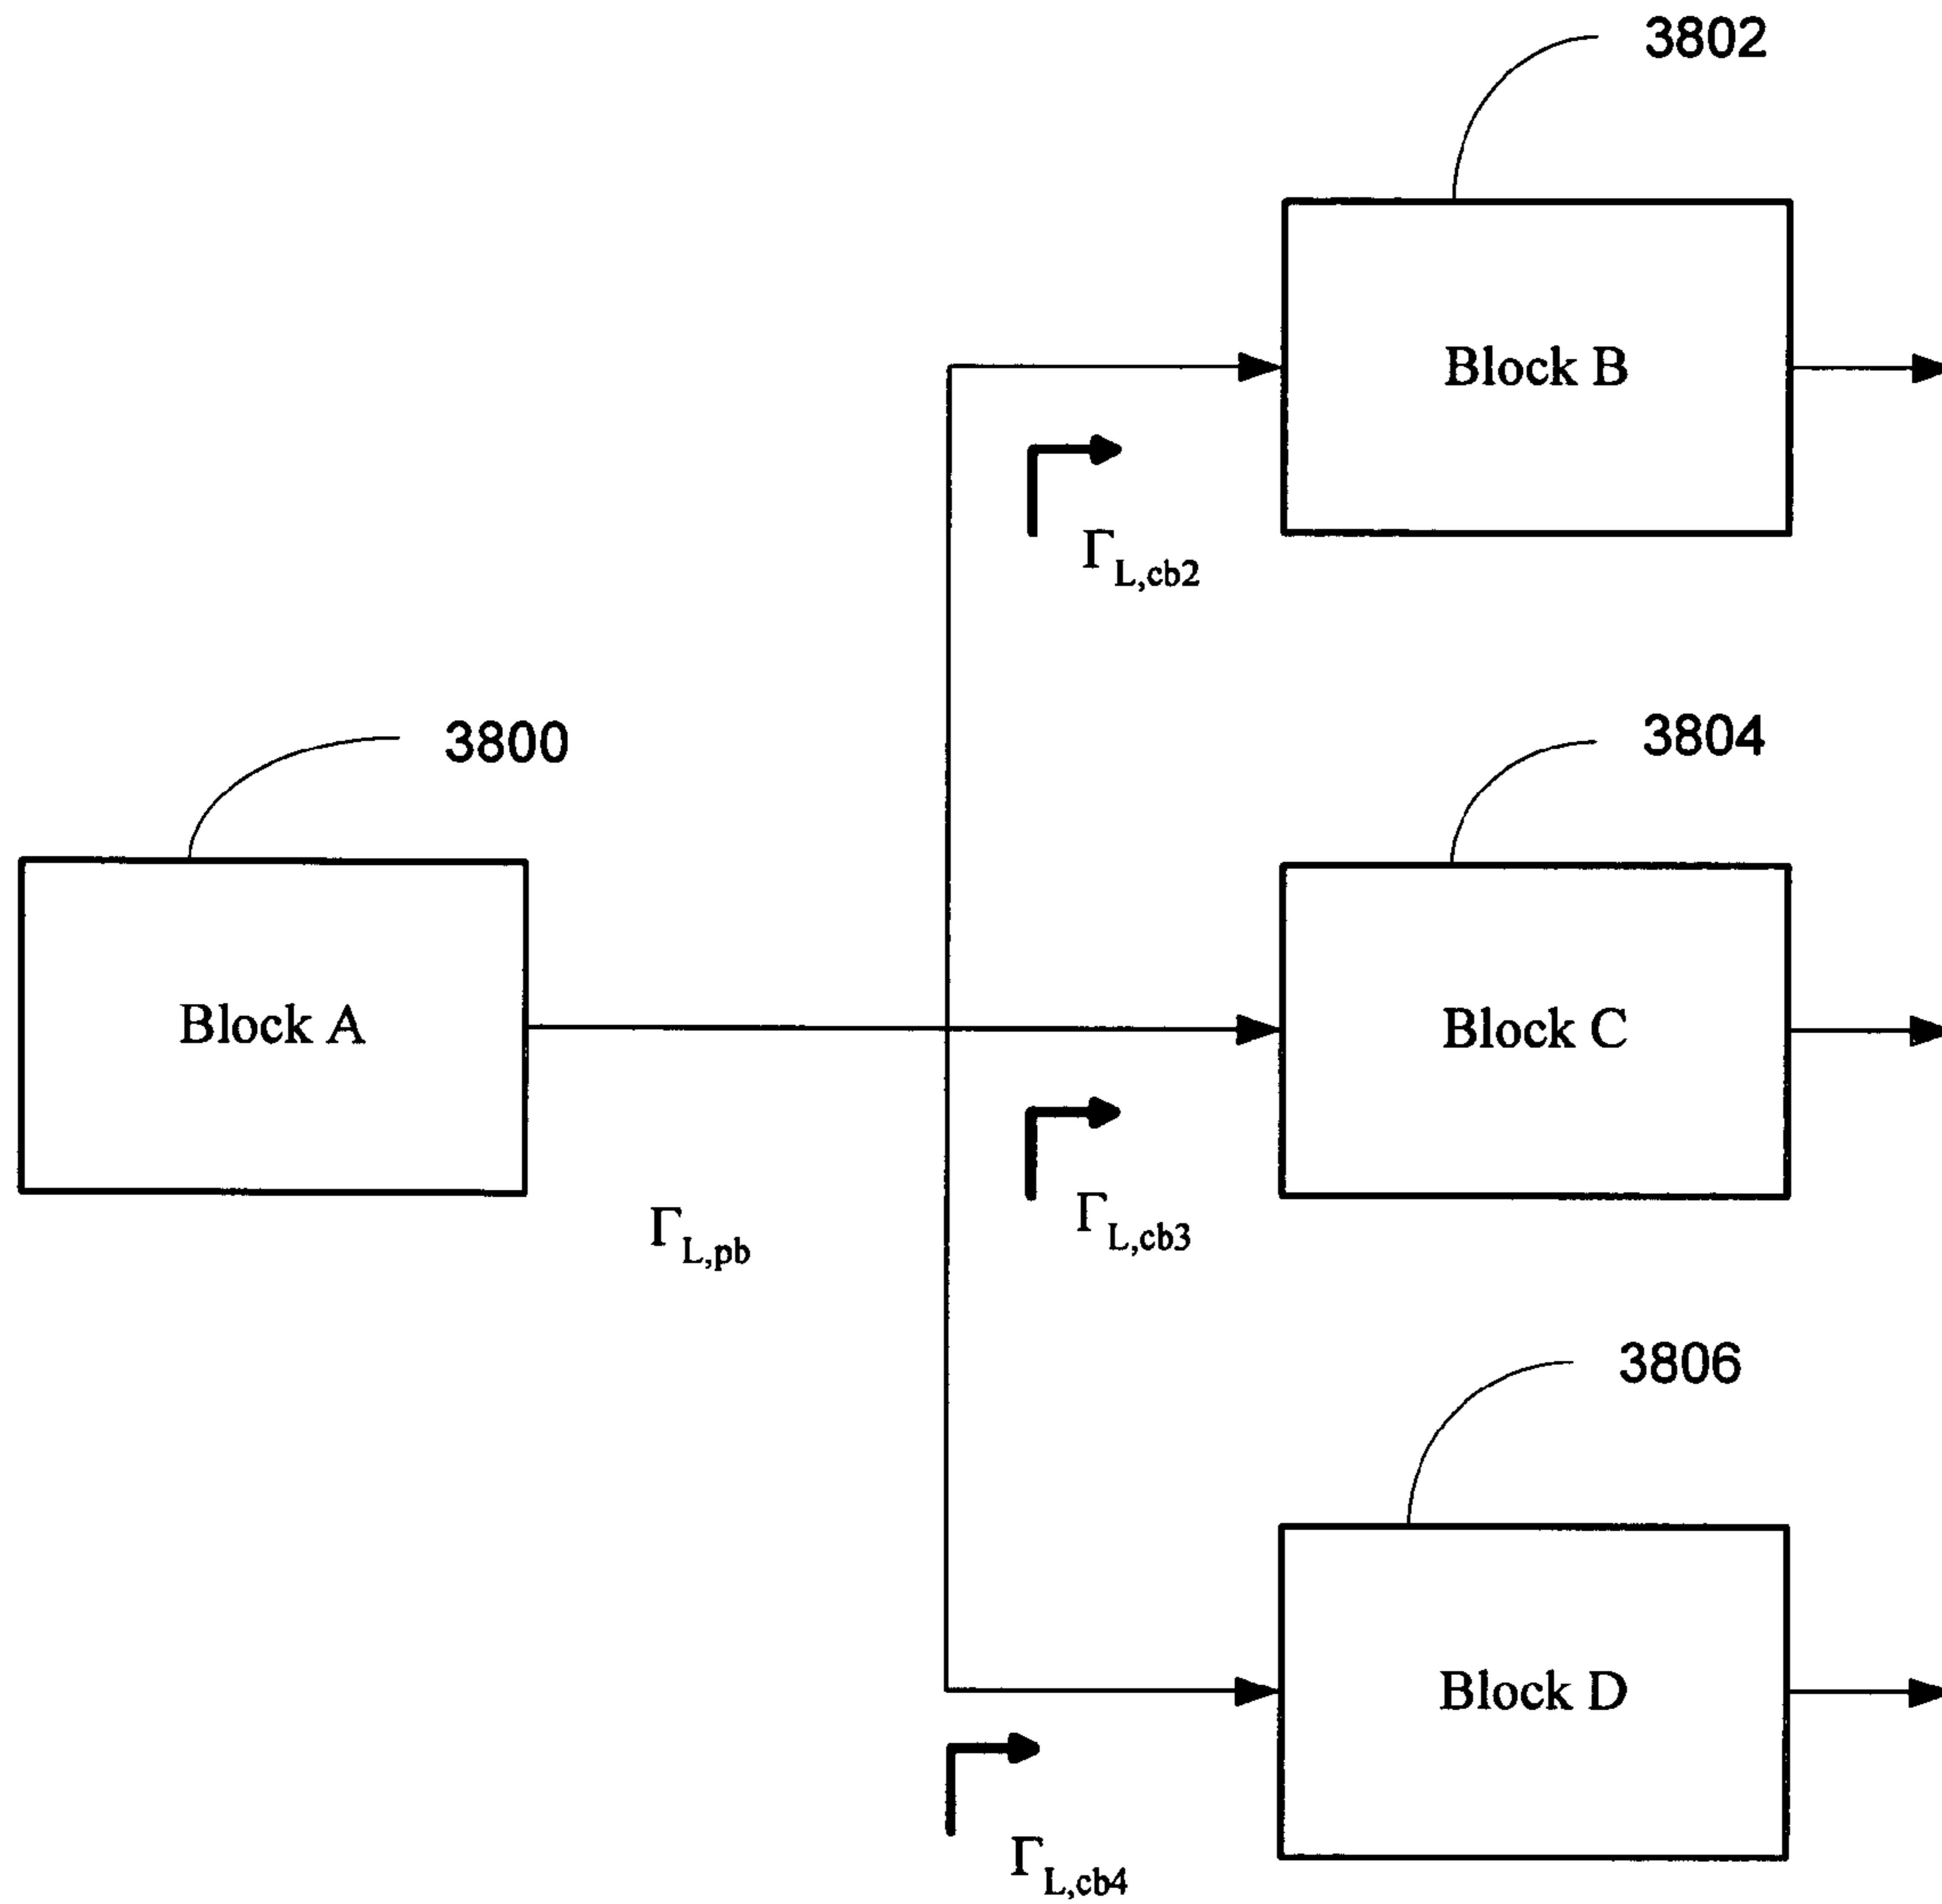 3802
Block B
ΓL,cb2
3800
3804
Block A
Block C
ΓL,pb
ΓL,cb3
3806
Block D
ΓL,cb4